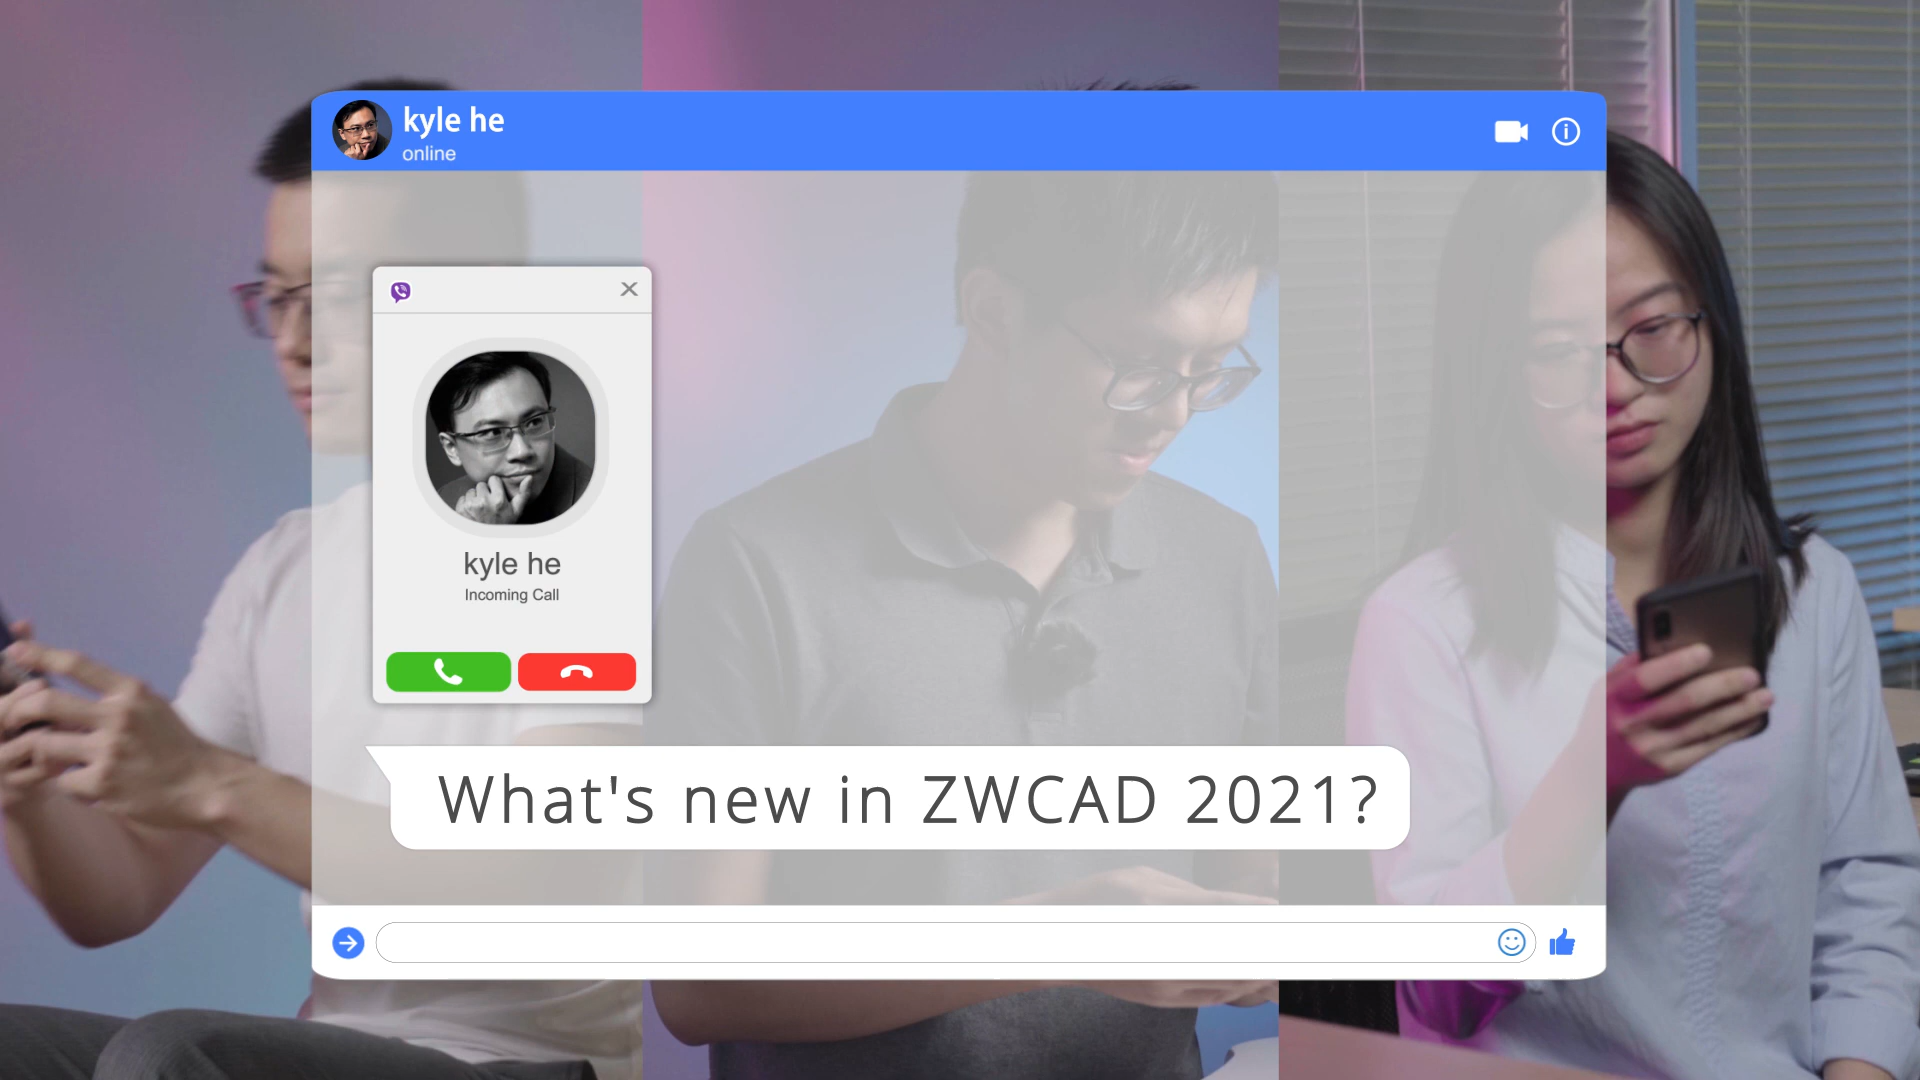 kyle he
online
kyle he
Incoming Call
What's new in ZWCAD 2021?